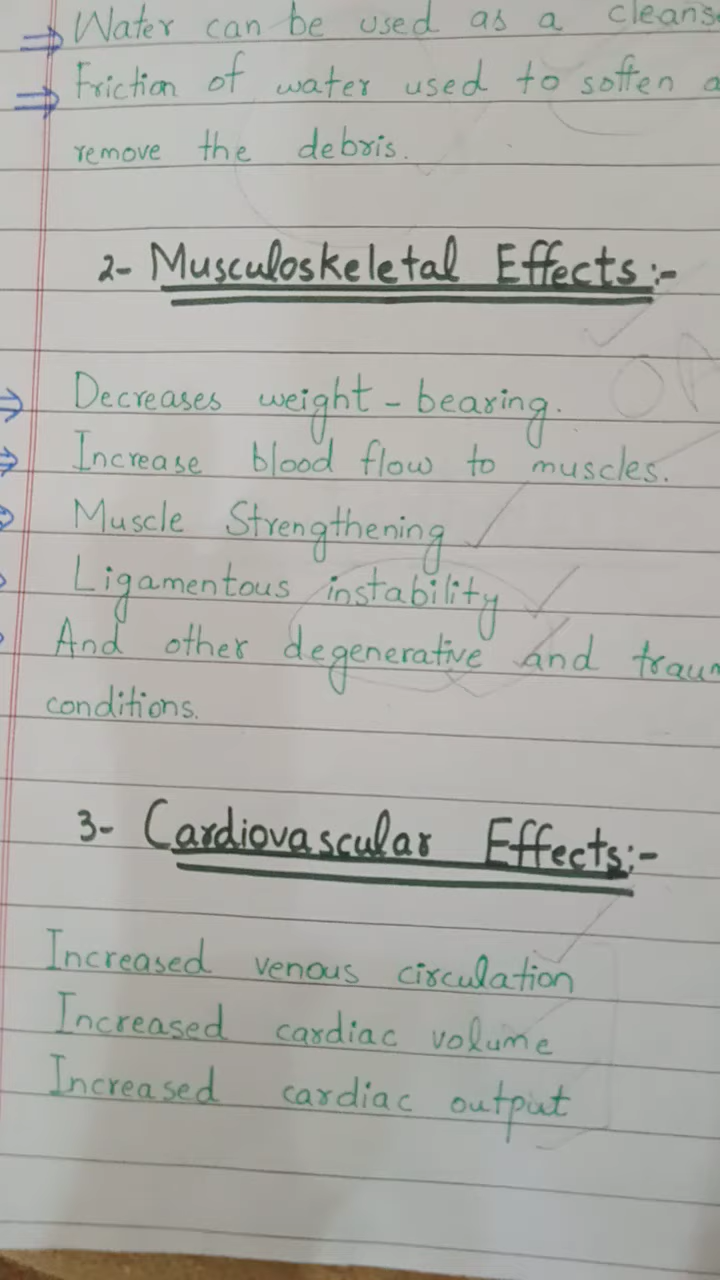 ⇒ Water can be used as a cleans
⇒ Friction of water used to soften a
remove the debris.
2- Musculoskeletal Effects:-
⇒ Decreases weight-bearing.
⇒ Increase blood flow to muscles.
Muscle Strengthening
Ligamentous instability
And other degenerative and traum
conditions.
3- Cardiovascular Effects:-
Increased venous circulation
Increased cardiac volume
Increased cardiac output